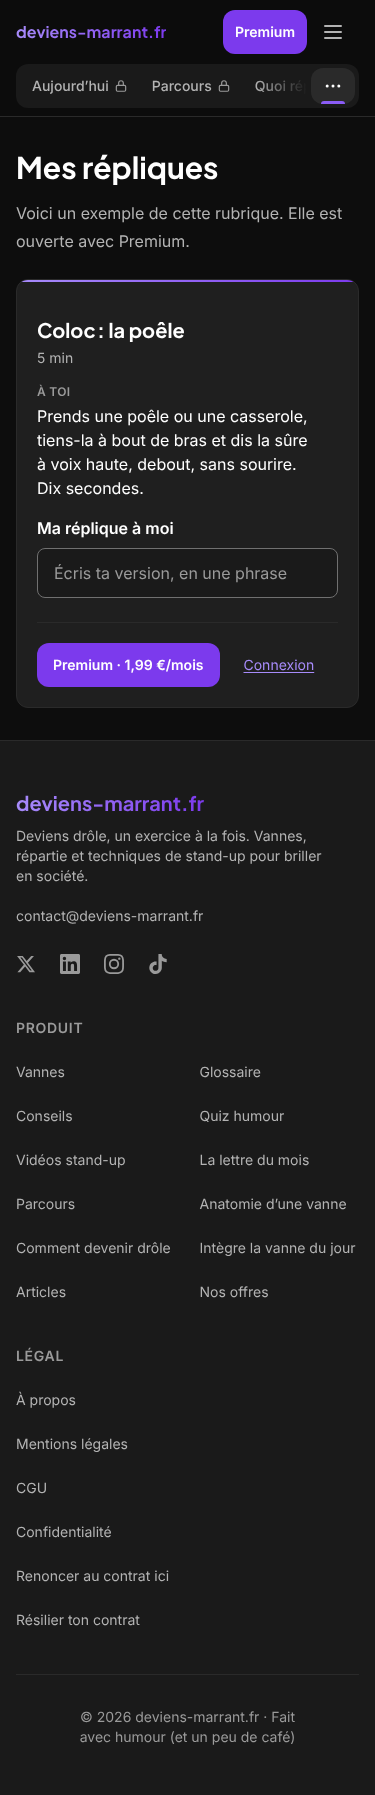 deviens-marrant.fr
Premium
Aujourd’hui
Parcours
Quoi
Mes répliques
Voici un exemple de cette rubrique. Elle est
ouverte avec Premium.
Coloc : la poêle
5 min
À TOI
Prends une poêle ou une casserole,
tiens-la à bout de bras et dis la sûre
à voix haute, debout, sans sourire.
Dix secondes.
Ma réplique à moi
Écris ta version, en une phrase
Premium · 1,99 €/mois
Connexion
deviens-marrant.fr
Deviens drôle, un exercice à la fois. Vannes,
répartie et techniques de stand-up pour briller
en société.
contact@deviens-marrant.fr
PRODUIT
Vannes
Glossaire
Conseils
Quiz humour
Vidéos stand-up
La lettre du mois
Parcours
Anatomie d’une vanne
Comment devenir drôle
Intègre la vanne du jour
Articles
Nos offres
LÉGAL
À propos
Mentions légales
CGU
Confidentialité
Renoncer au contrat ici
Résilier ton contrat
© 2026 deviens-marrant.fr · Fait
avec humour (et un peu de café)